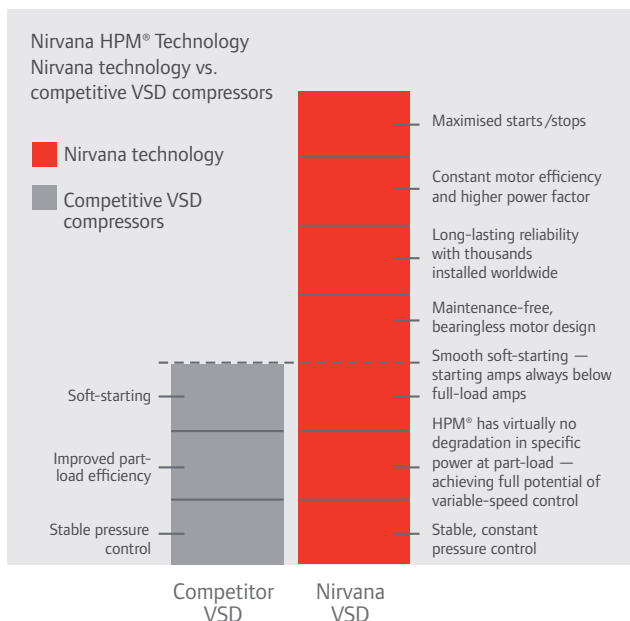 Nirvana HPM® Technology
Nirvana technology vs.
competitive VSD compressors
Nirvana technology
Competitive VSD
compressors
Soft-starting
Improved part-
load efficiency
Stable pressure
control
Maximised starts/stops
Constant motor efficiency
and higher power factor
Long-lasting reliability
with thousands
installed worldwide
Maintenance-free,
bearingless motor design
Smooth soft-starting —
starting amps always below
full-load amps
HPM® has virtually no
degradation in specific
power at part-load —
achieving full potential of
variable-speed control
Stable, constant
pressure control
Competitor
VSD
Nirvana
VSD